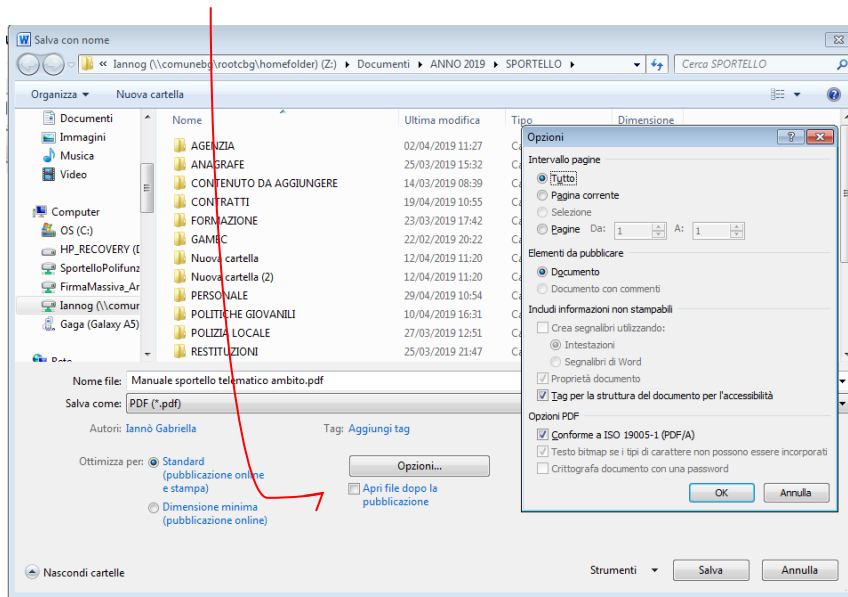 Salva con nome
« Iannog (\\comunebg\rootcbg\homefolder) (Z:) ▸ Documenti ▸ ANNO 2019 ▸ SPORTELLO ▸
Cerca SPORTELLO
Organizza
Nuova cartella
Documenti
Immagini
Musica
Video
Computer
OS (C:)
HP_RECOVERY (D
SportelloPolifunz
FirmaMassiva_Ar
Iannog (\\comur
Gaga (Galaxy A5)
Nome Ultima modifica Tipo Dimensione
AGENZIA 02/04/2019 11:27
ANAGRAFE 25/03/2019 15:32
CONTENUTO DA AGGIUNGERE 14/03/2019 08:39
CONTRATTI 19/04/2019 10:55
FORMAZIONE 23/03/2019 17:42
GAMEC 22/02/2019 20:22
Nuova cartella 12/04/2019 11:20
Nuova cartella (2) 12/04/2019 11:20
PERSONALE 29/04/2019 10:54
POLITICHE GIOVANILI 10/04/2019 16:31
POLIZIA LOCALE 27/03/2019 12:51
RESTITUZIONI 25/03/2019 21:47
Nome file: Manuale sportello telematico ambito.pdf
Salva come: PDF (*.pdf)
Autori: Iannò Gabriella
Tag: Aggiungi tag
Ottimizza per:
Standard
(pubblicazione online
e stampa)
Dimensione minima
(pubblicazione online)
Opzioni...
Apri file dopo la
pubblicazione
Nascondi cartelle
Strumenti
Salva
Annulla
Opzioni
Intervallo pagine
Tutto
Pagina corrente
Selezione
Pagine Da: 1 A: 1
Elementi da pubblicare
Documento
Documento con commenti
Includi informazioni non stampabili
Crea segnalibri utilizzando:
Intestazioni
Segnalibri di Word
Proprietà documento
Tag per la struttura del documento per l'accessibilità
Opzioni PDF
Conforme a ISO 19005-1 (PDF/A)
Testo bitmap se i tipi di carattere non possono essere incorporati
Crittografa documento con una password
OK
Annulla